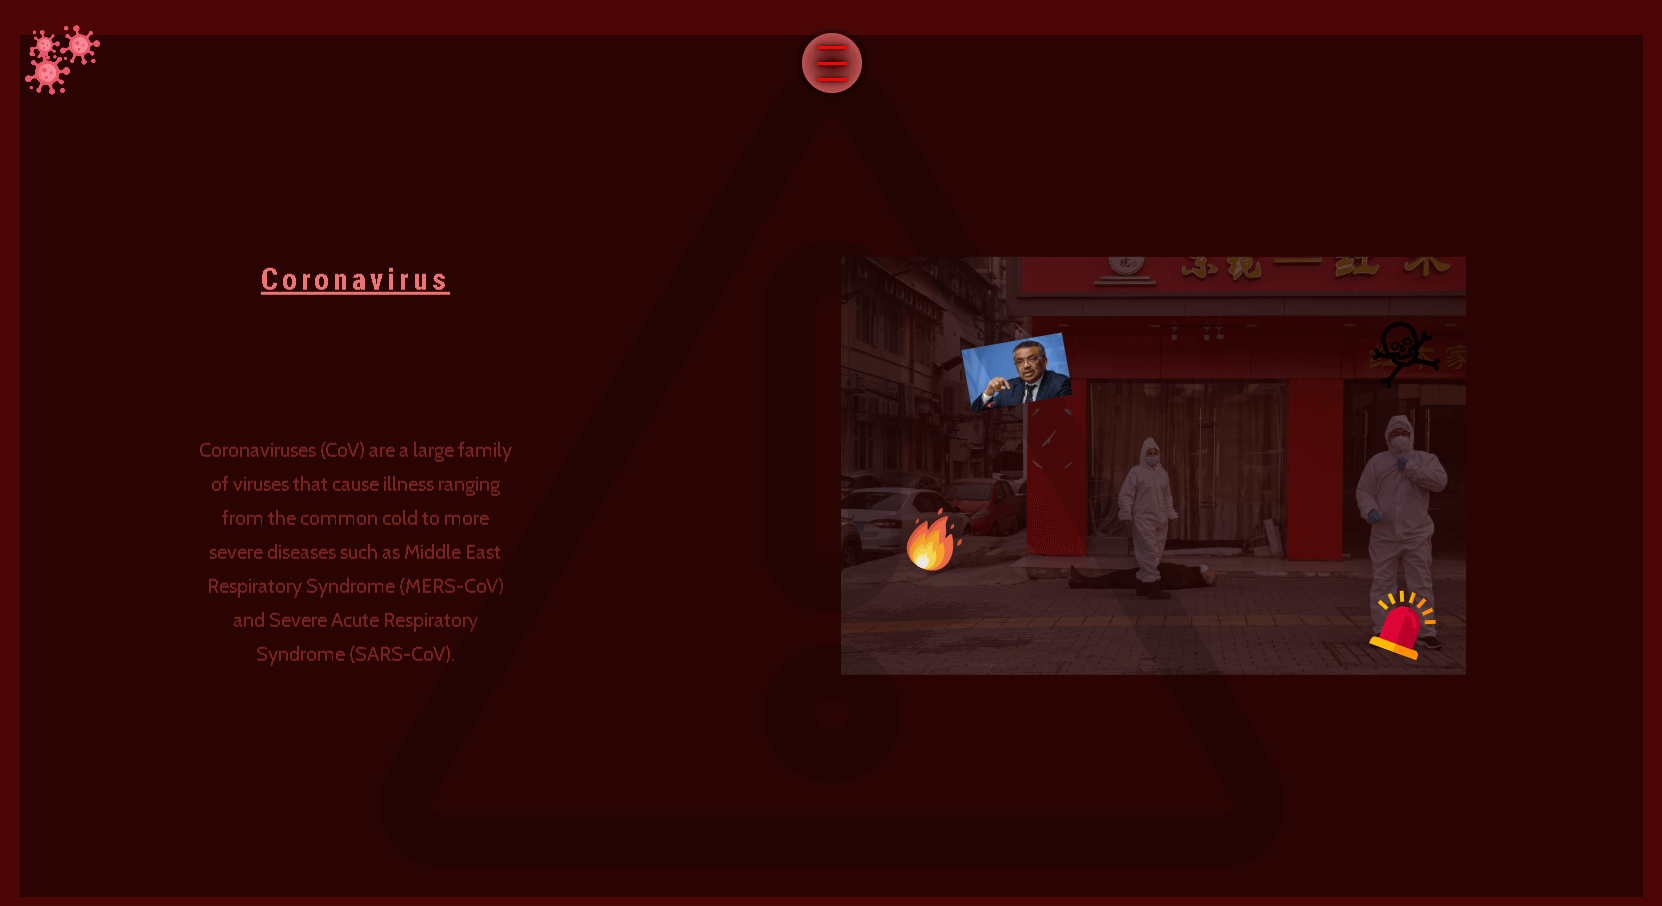 Coronavirus
Coronaviruses (CoV) are a large family
of viruses that cause illness ranging
from the common cold to more
severe diseases such as Middle East
Respiratory Syndrome (MERS-CoV)
and Severe Acute Respiratory
Syndrome (SARS-CoV).